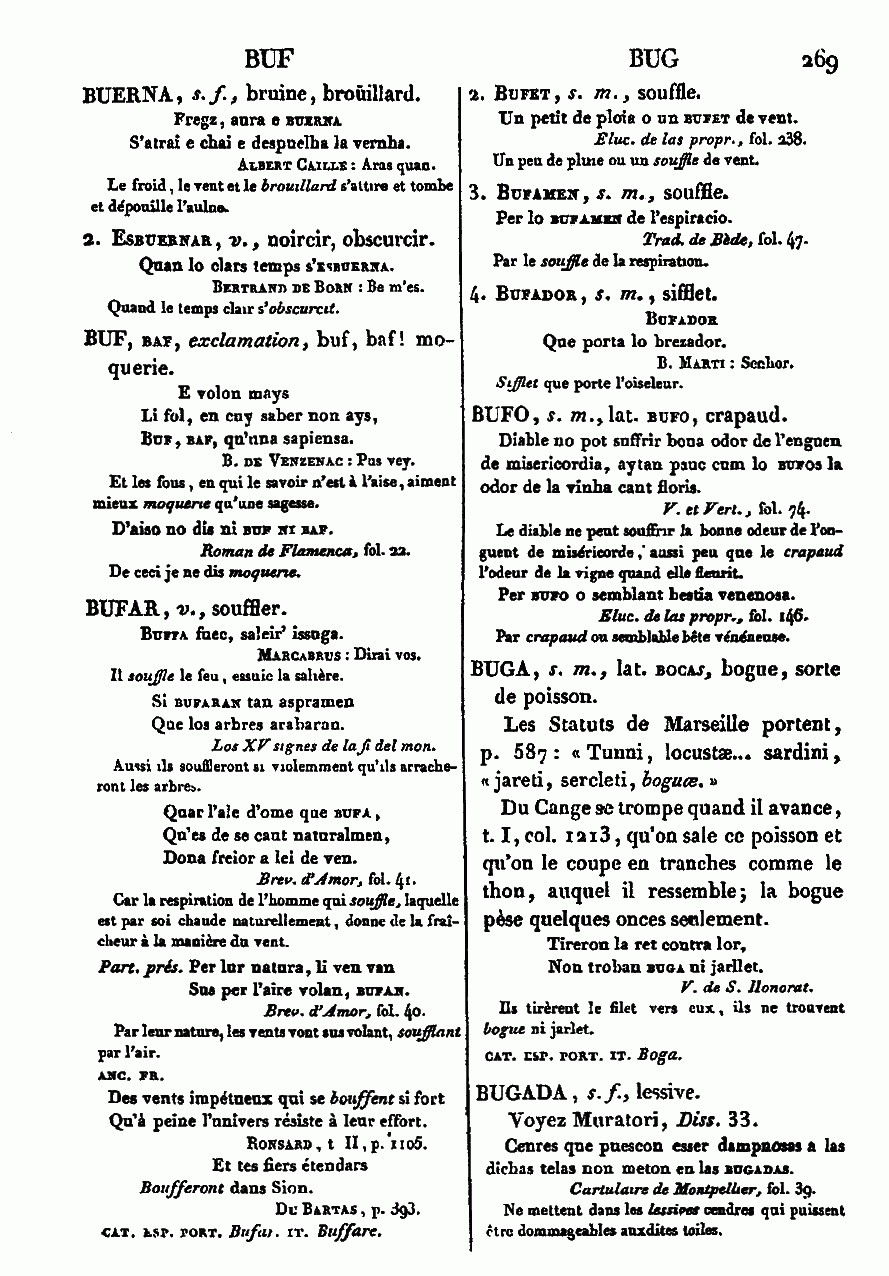 BUF
BUERNA, s. f., bruine, broüillard.
Fregz, aura e BUERNA
S'atrai e chai e despuelha la vernha.
ALBERT CAILLE : Aras quan.
Le froid, le vent et le brouillard s'attire et tombe
et dépouille l'aulne.
2. ESBUERNAR, v., noircir, obscurcir.
Quan lo clars temps s'ESBUERNA.
BERTRAND DE BORN : Be m'es.
Quand le temps clair s'obscurcit.
BUF, BAF, exclamation, buf, baf! mo-
querie.
E volon mays
Li fol, en cuy saber non ays,
BUF, BAF, qu'una sapiensa.
B. DE VENZENAC : Pus vey.
Et les fous, en qui le savoir n'est à l'aise, aiment
mieux moquerie qu'une sagesse.
D'aiso no dis ni BUF NI BAF.
Roman de Flamenca, fol. 22.
De ceci je ne dis moquerie.
BUFAR, v., souffler.
BUFFA fuec, saleir' issuga.
MARCABRUS : Dirai vos.
Il souffle le feu, essuie la salière.
Si BUFARAN tan aspramen
Que los arbres arabaran.
Los XV signes de la fi del mon.
Aussi ils souffleront si violemment qu'ils arrache-
ront les arbres.
Quar l'ale d'ome que BUFA,
Qu'es de se caut naturalmen,
Dona freior a lei de ven.
Brev. d'Amor, fol. 41.
Car la respiration de l'homme qui souffle, laquelle
est par soi chaude naturellement, donne de la fraî-
cheur à la manière du vent.
Part. prés. Per lur natura, li ven van
Sus per l'aire volan, BUFAN.
Brev. d'Amor, fol. 40.
Par leur nature, les vents vont sus volant, soufflant
par l'air.
ANC. FR.
Des vents impétueux qui se bouffent si fort
Qu'à peine l'univers résiste à leur effort.
RONSARD, t II, p. 1105.
Et tes fiers étendars
Boufferont dans Sion.
DU BARTAS, p. 393.
CAT. ESP. PORT. Bufar. IT. Buffare.
BUG 269
2. BUFET, s. m., souffle.
Un petit de ploia o un BUFET de vent.
Eluc. de las propr., fol. 238.
Un peu de pluie ou un souffle de vent.
3. BUFAMEN, s. m., souffle.
Per lo BUFAMEN de l'espiracio.
Trad. de Bède, fol. 47.
Par le souffle de la respiration.
4. BUFADOR, s. m., sifflet.
BUFADOR
Que porta lo brezador.
B. MARTI : Senhor.
Sifflet que porte l'oiseleur.
BUFO, s. m., lat. BUFO, crapaud.
Diable no pot suffrir bona odor de l'enguen
de misericordia, aytan pauc cum lo BUFOS la
odor de la vinha cant floris.
V. et Vert., fol. 74.
Le diable ne peut souffrir la bonne odeur de l'on-
guent de miséricorde, aussi peu que le crapaud
l'odeur de la vigne quand elle fleurit.
Per BUFO o semblant bestia venenosa.
Eluc. de las propr., fol. 146.
Par crapaud ou semblable bête vénéneuse.
BUGA, s. m., lat. BOCAS, bogue, sorte
de poisson.
Les Statuts de Marseille portent,
p. 587 : « Tunni, locustæ... sardini,
« jareti, sercleti, boguæ. »
Du Cange se trompe quand il avance,
t. I, col. 1213, qu'on sale ce poisson et
qu'on le coupe en tranches comme le
thon, auquel il ressemble; la bogue
pèse quelques onces seulement.
Tireron la ret contra lor,
Non troban BUGA ni jarllet.
V. de S. Honorat.
Ils tirèrent le filet vers eux, ils ne trouvent
bogue ni jarlet.
CAT. ESP. PORT. IT. Boga.
BUGADA, s. f., lessive.
Voyez Muratori, Diss. 33.
Cenres que puescon esser dampnosas a las
dichas telas non meton en las BUGADAS.
Cartulaire de Montpellier, fol. 39.
Ne mettent dans les lessives cendres qui puissent
être dommageables auxdites toiles.